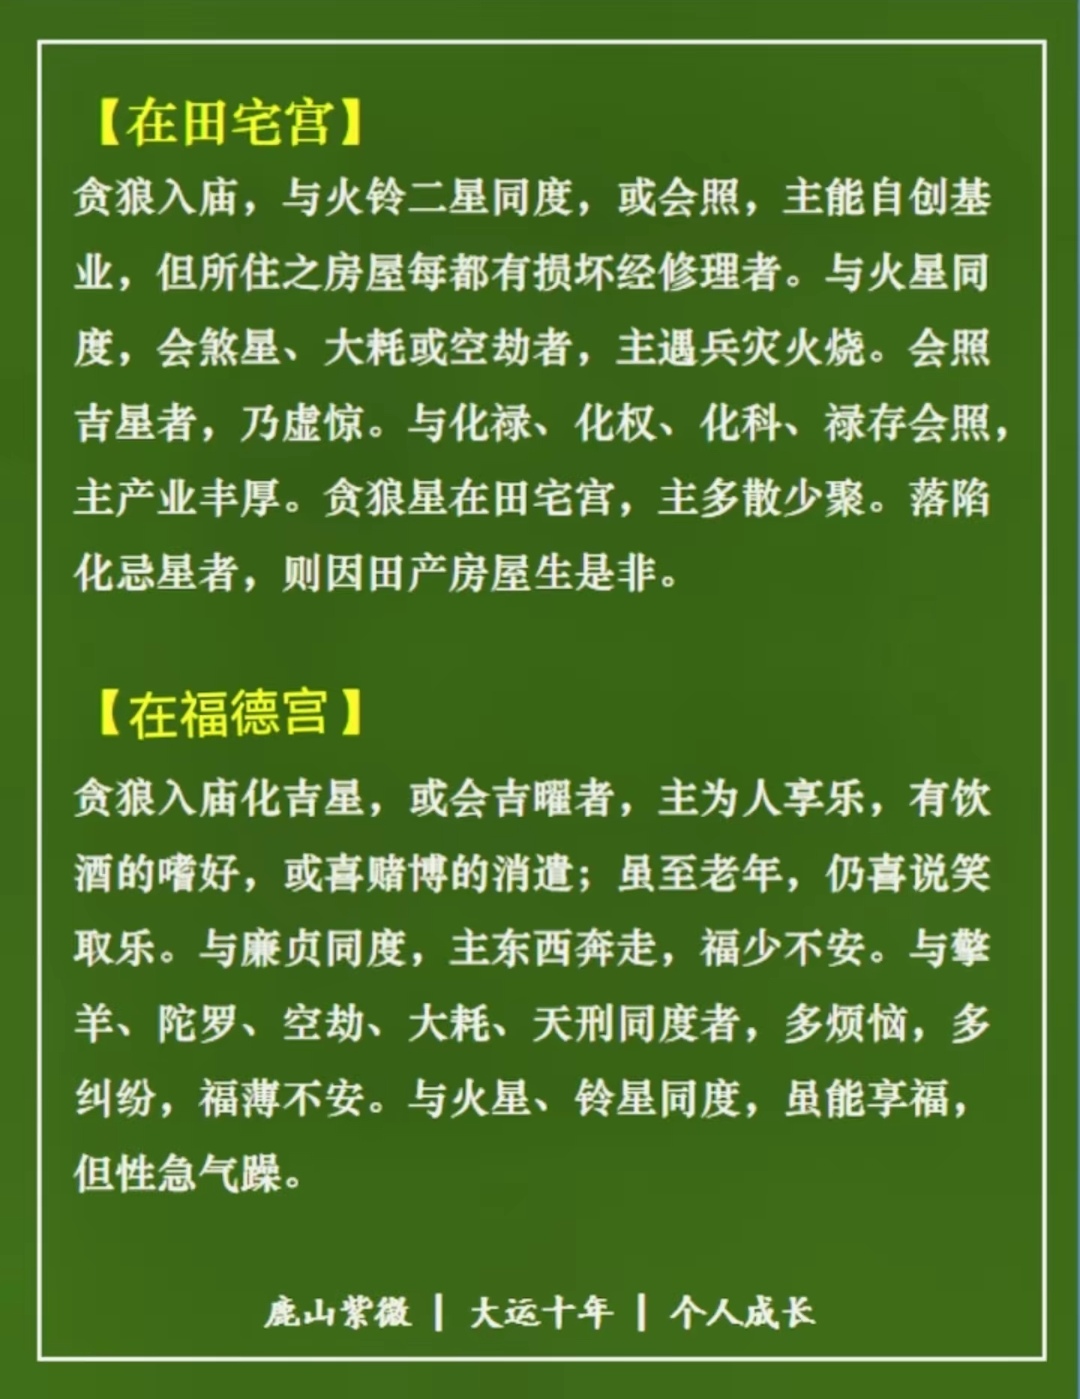 【在田宅宫】
贪狼入庙，与火铃二星同度，或会照，主能自创基
业，但所住之房屋每都有损坏经修理者。与火星同
度，会煞星、大耗或空劫者，主遇兵灾火烧。会照
吉星者，乃虚惊。与化禄、化权、化科、禄存会照，
主产业丰厚。贪狼星在田宅宫，主多散少聚。落陷
化忌星者，则因田产房屋生是非。
【在福德宫】
贪狼入庙化吉星，或会吉曜者，主为人享乐，有饮
酒的嗜好，或喜赌博的消遣；虽至老年，仍喜说笑
取乐。与廉贞同度，主东西奔走，福少不安。与擎
羊、陀罗、空劫、大耗、天刑同度者，多烦恼，多
纠纷，福薄不安。与火星、铃星同度，虽能享福，
但性急气躁。
鹿山紫微 | 大运十年 | 个人成长